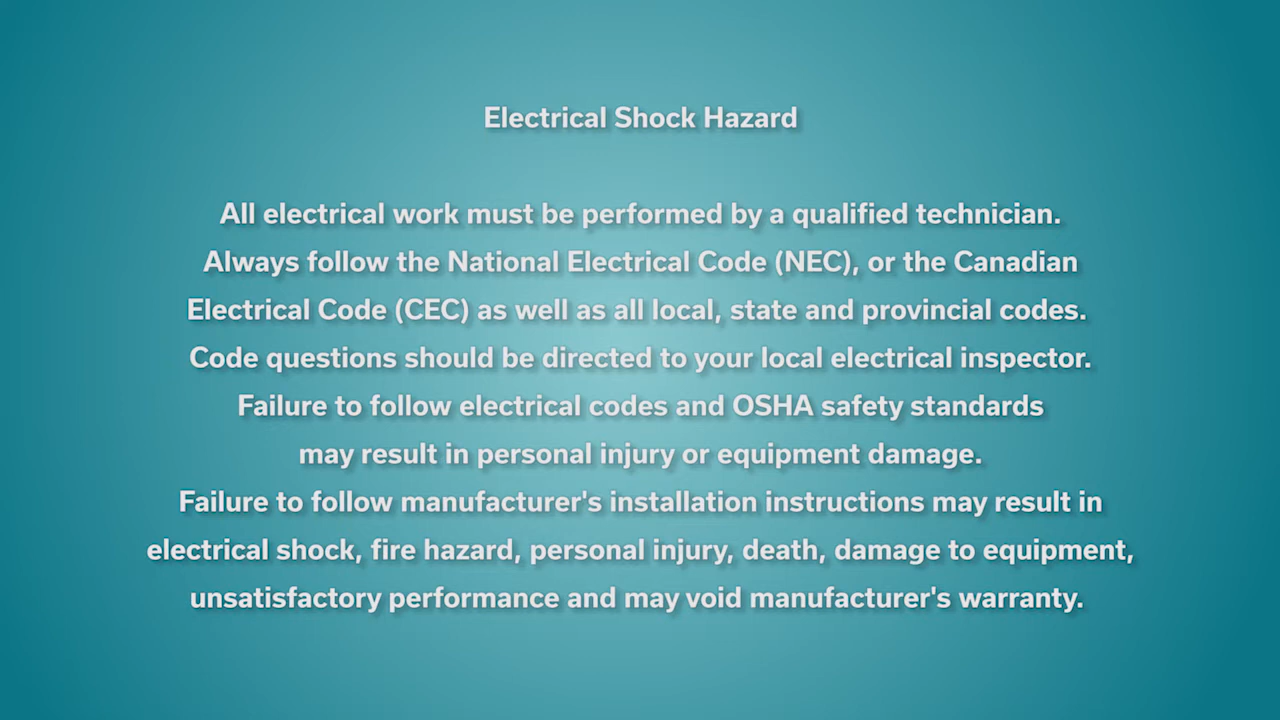 Electrical Shock Hazard
All electrical work must be performed by a qualified technician.
Always follow the National Electrical Code (NEC), or the Canadian
Electrical Code (CEC) as well as all local, state and provincial codes.
Code questions should be directed to your local electrical inspector.
Failure to follow electrical codes and OSHA safety standards
may result in personal injury or equipment damage.
Failure to follow manufacturer's installation instructions may result in
electrical shock, fire hazard, personal injury, death, damage to equipment,
unsatisfactory performance and may void manufacturer's warranty.